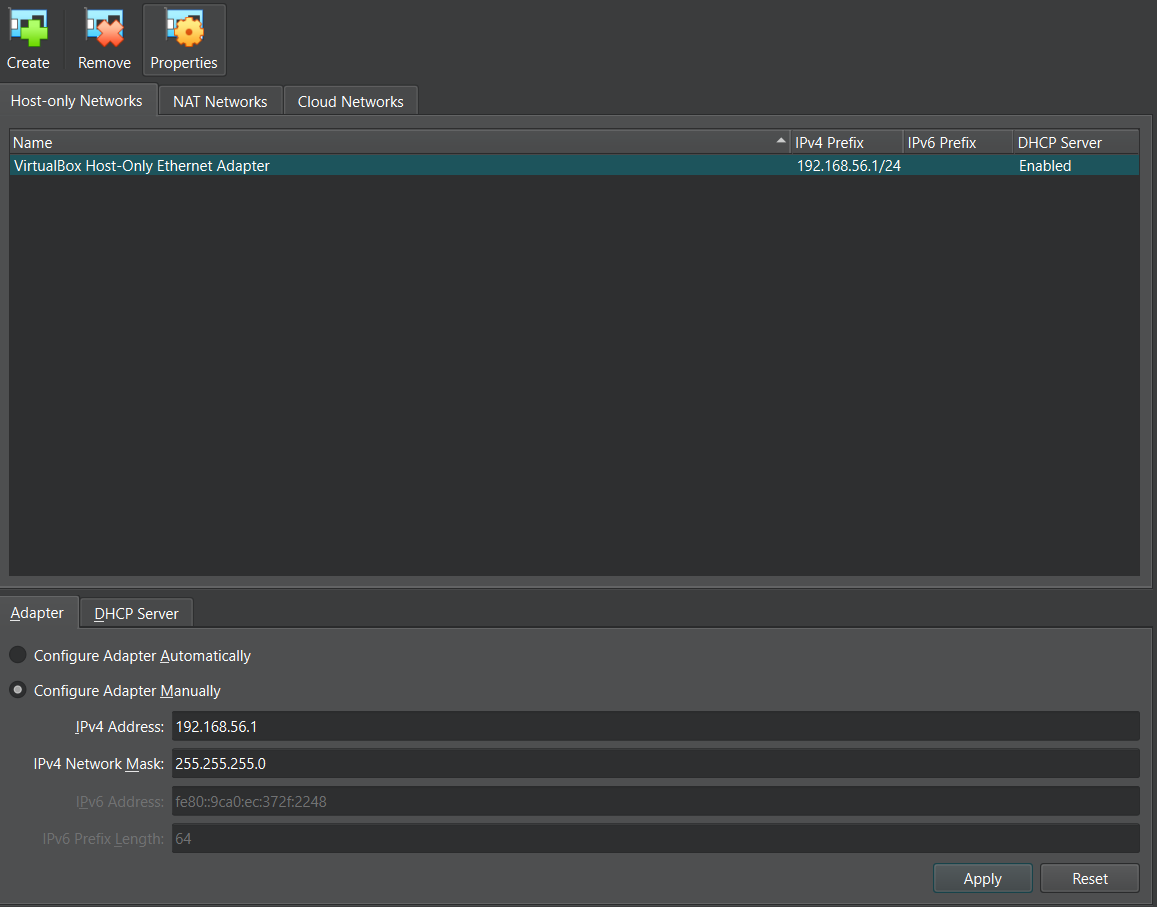 Create Remove Properties
Host-only Networks NAT Networks Cloud Networks
Name IPv4 Prefix IPv6 Prefix DHCP Server
VirtualBox Host-Only Ethernet Adapter 192.168.56.1/24 Enabled
Adapter DHCP Server
Configure Adapter Automatically
Configure Adapter Manually
IPv4 Address: 192.168.56.1
IPv4 Network Mask: 255.255.255.0
IPv6 Address: fe80::9ca0:ec:372f:2248
IPv6 Prefix Length: 64
Apply Reset